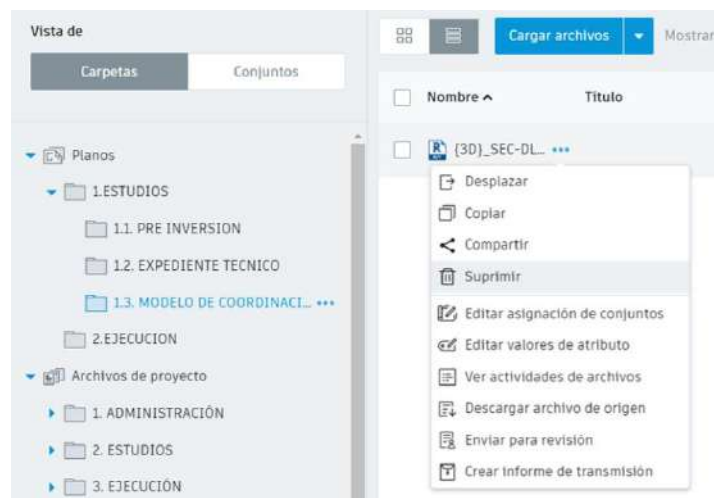 Vista de
Carpetas
Conjuntos
Planos
1.ESTUDIOS
1.1. PRE INVERSION
1.2. EXPEDIENTE TECNICO
1.3. MODELO DE COORDINACI...
2.EJECUCION
Archivos de proyecto
1. ADMINISTRACIÓN
2. ESTUDIOS
3. EJECUCIÓN
Cargar archivos
Mostrar
Nombre
Título
{3D}_SEC-DL...
Desplazar
Copiar
Compartir
Suprimir
Editar asignación de conjuntos
Editar valores de atributo
Ver actividades de archivos
Descargar archivo de origen
Enviar para revisión
Crear informe de transmisión